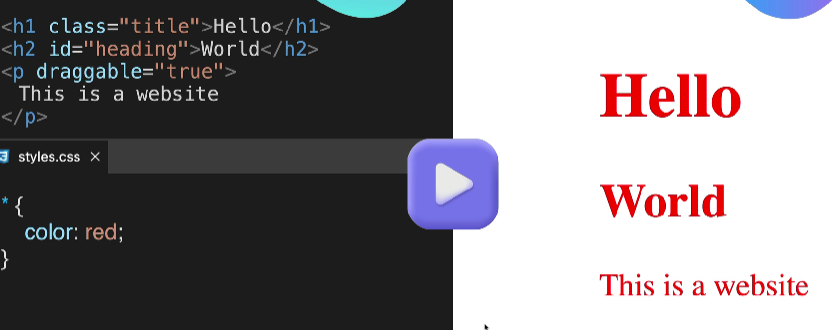 <h1 class="title">Hello</h1>
<h2 id="heading">World</h2>
<p draggable="true">
This is a website
</p>
styles.css ×
* {
color: red;
}
Hello
World
This is a website